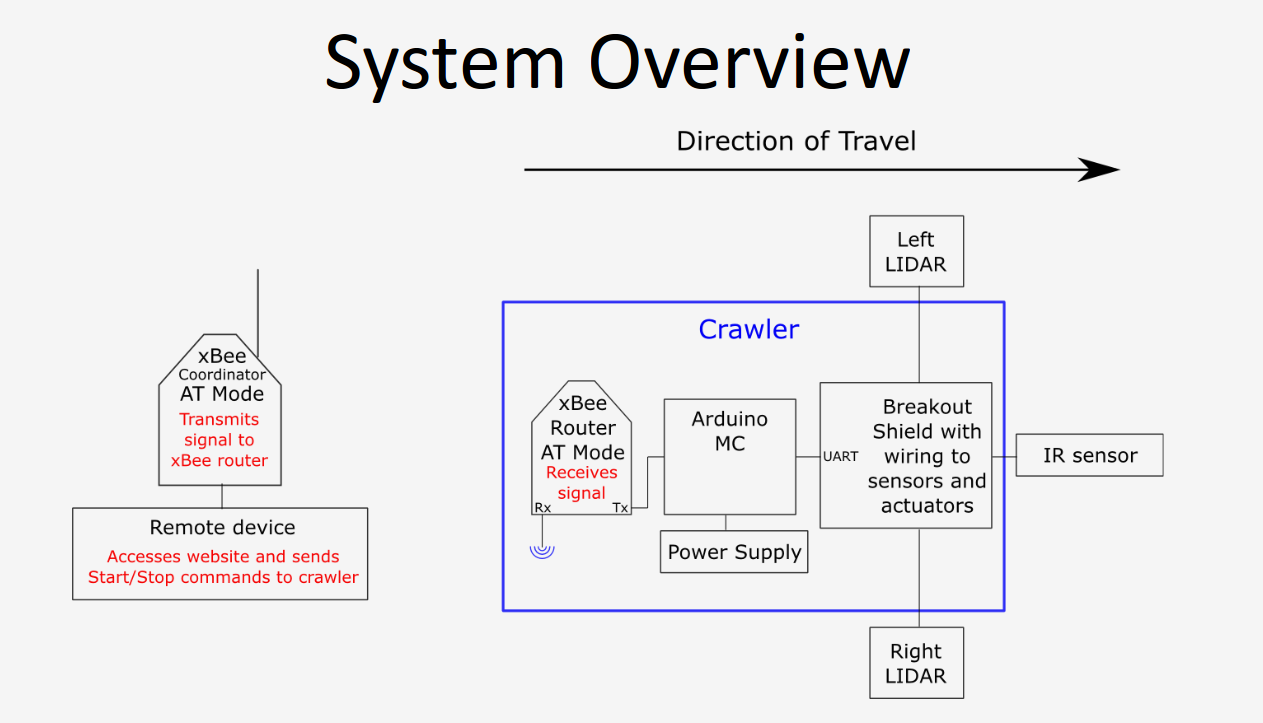 System Overview
Direction of Travel
Left
LIDAR
Crawler
xBee
Coordinator
AT Mode
Transmits
signal to
xBee router
Remote device
Accesses website and sends
Start/Stop commands to crawler
xBee
Router
AT Mode
Receives
signal
Rx
Tx
Arduino
MC
Power Supply
UART
Breakout
Shield with
wiring to
sensors and
actuators
IR sensor
Right
LIDAR